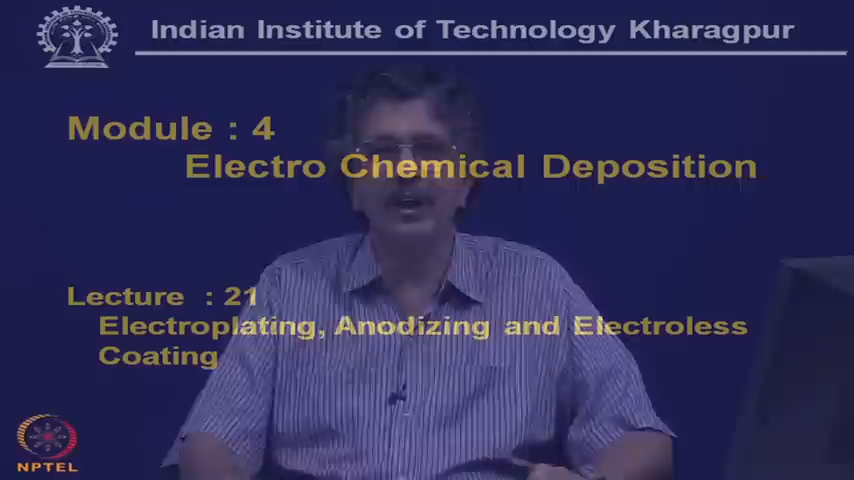 Indian Institute of Technology Kharagpur
Module : 4
Electro Chemical Deposition
Lecture : 21
Electroplating, Anodizing and Electroless
Coating
NPTEL